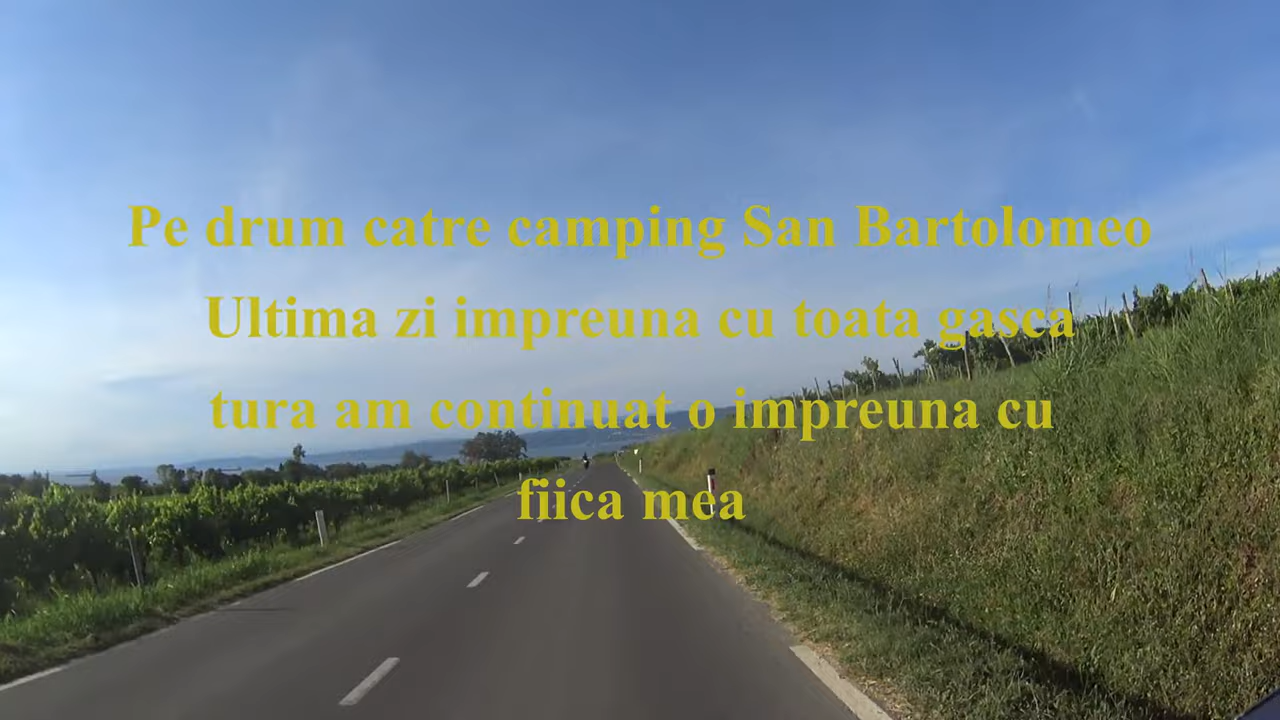 Pe drum catre camping San Bartolomeo
Ultima zi impreuna cu toata gasca
tura am continuat o impreuna cu
fiica mea